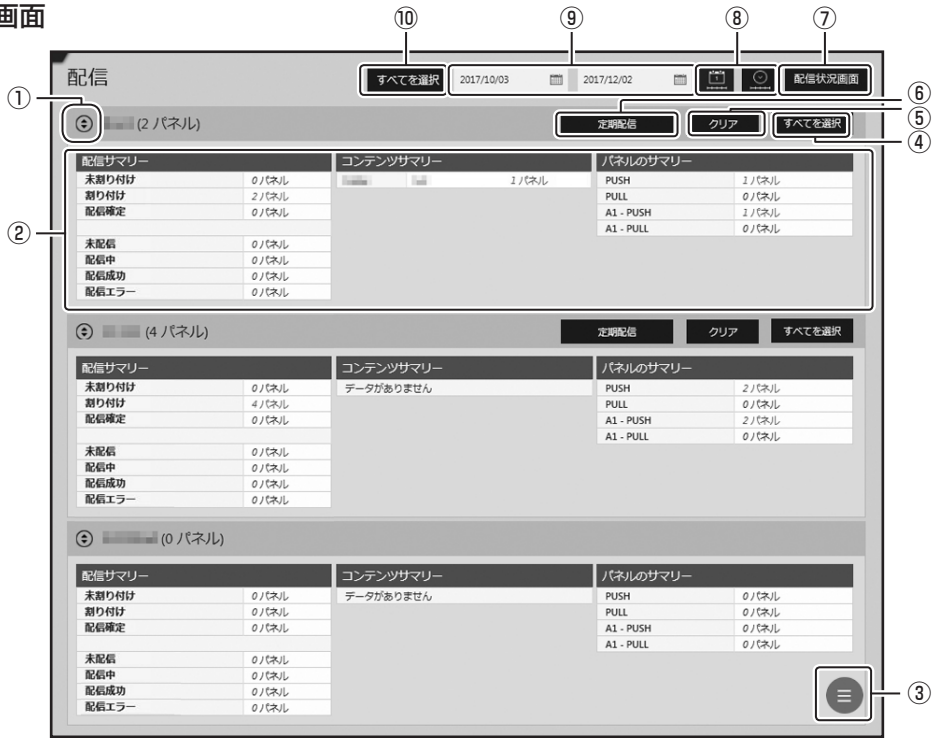 画面
⑩ ⑨ ⑧ ⑦
配信 すべてを選択 2017/10/03 2017/12/02 配信状況画面
① ⑥
(2 パネル) 定期配信 クリア すべてを選択 ⑤
④
②
配信サマリー コンテンツサマリー パネルのサマリー
未割り付け 0パネル 1パネル PUSH 1パネル
割り付け 2パネル PULL 0パネル
配信確定 0パネル A1 - PUSH 1パネル
A1 - PULL 0パネル
未配信 0パネル
配信中 0パネル
配信成功 0パネル
配信エラー 0パネル
(4 パネル) 定期配信 クリア すべてを選択
配信サマリー コンテンツサマリー パネルのサマリー
未割り付け 0パネル データがありません PUSH 2パネル
割り付け 4パネル PULL 0パネル
配信確定 0パネル A1 - PUSH 2パネル
A1 - PULL 0パネル
未配信 0パネル
配信中 0パネル
配信成功 0パネル
配信エラー 0パネル
(0 パネル)
配信サマリー コンテンツサマリー パネルのサマリー
未割り付け 0パネル データがありません PUSH 0パネル
割り付け 0パネル PULL 0パネル
配信確定 0パネル A1 - PUSH 0パネル
A1 - PULL 0パネル
未配信 0パネル
配信中 0パネル
配信成功 0パネル
配信エラー 0パネル
③